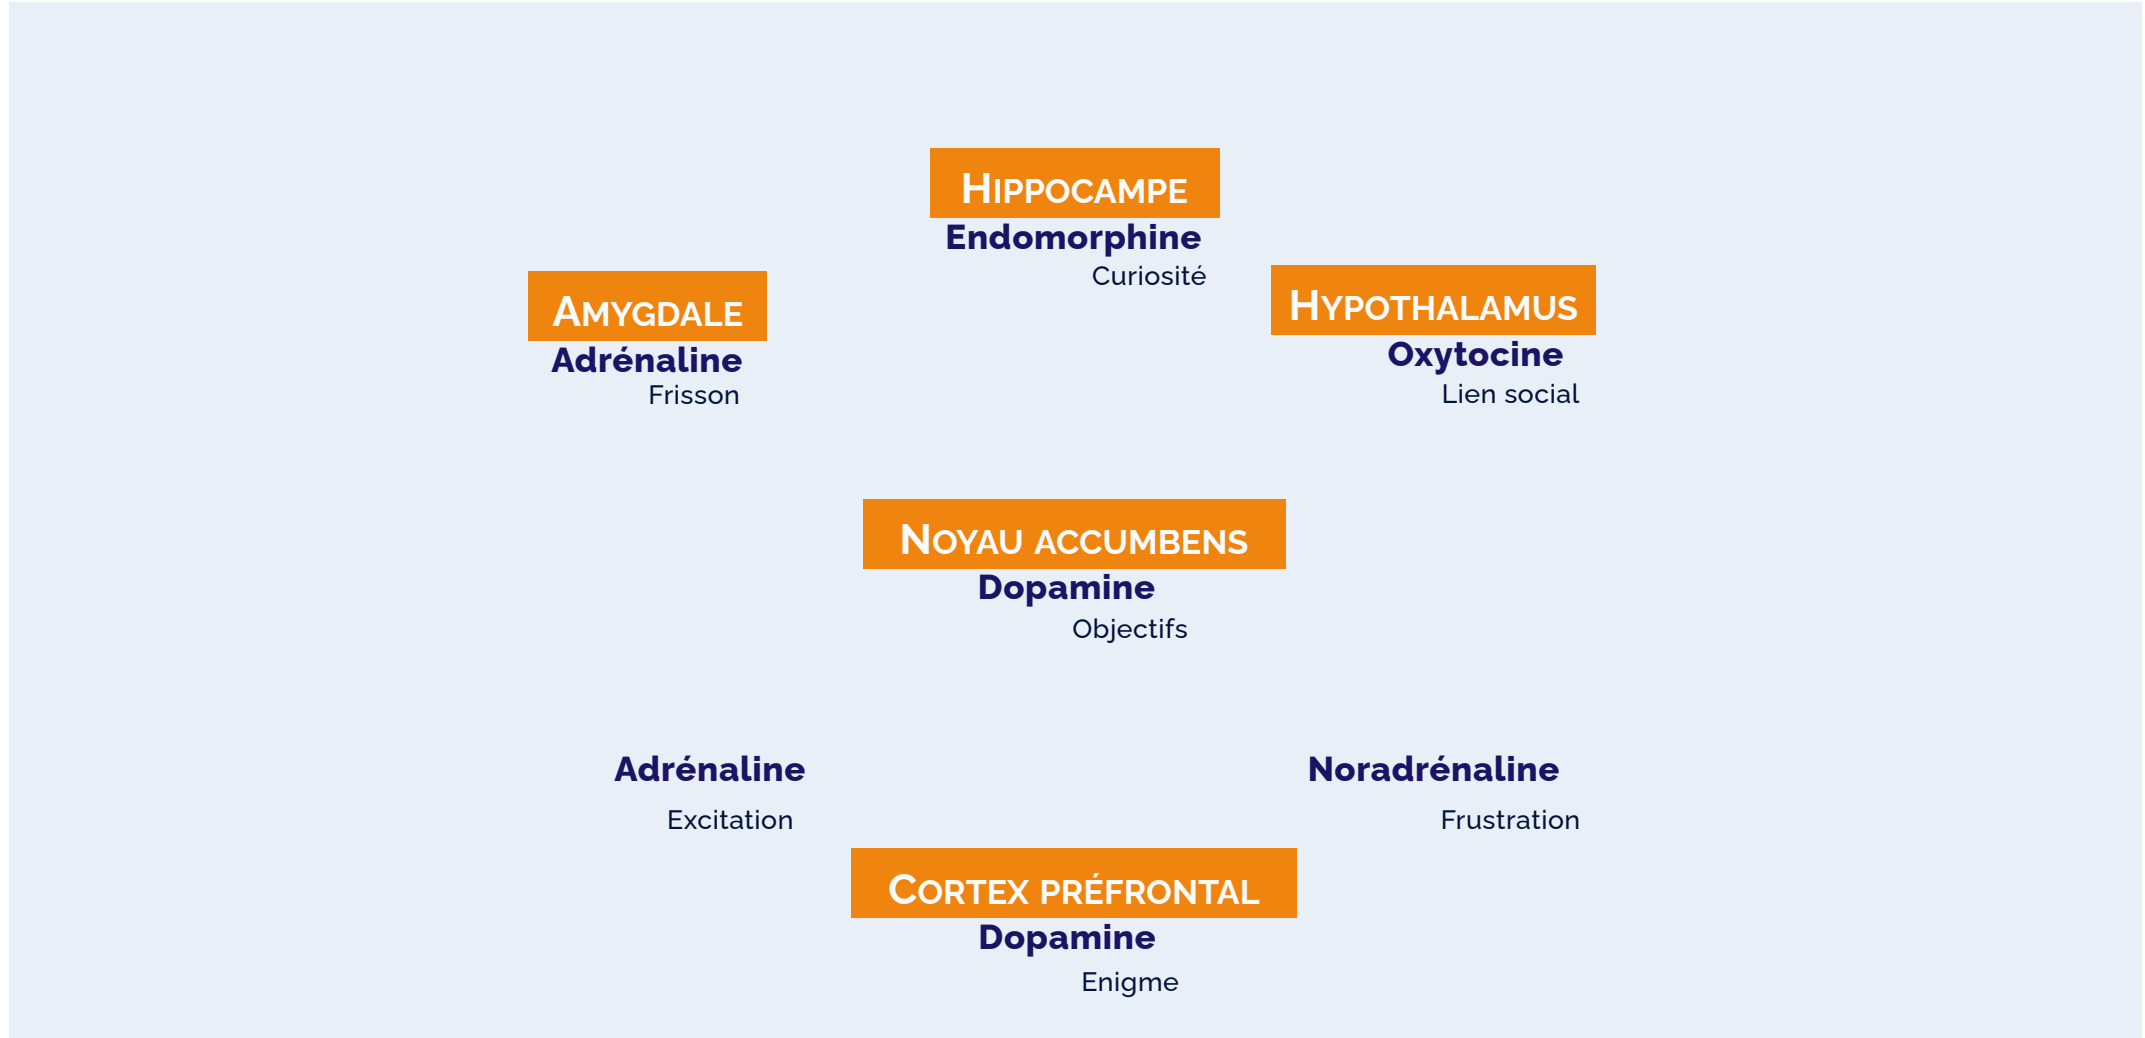 HIPPOCAMPE
Endomorphine
Curiosité
AMYGDALE
Adrénaline
Frisson
HYPOTHALAMUS
Oxytocine
Lien social
NOYAU ACCUMBENS
Dopamine
Objectifs
Adrénaline
Excitation
Noradrénaline
Frustration
CORTEX PRÉFRONTAL
Dopamine
Enigme